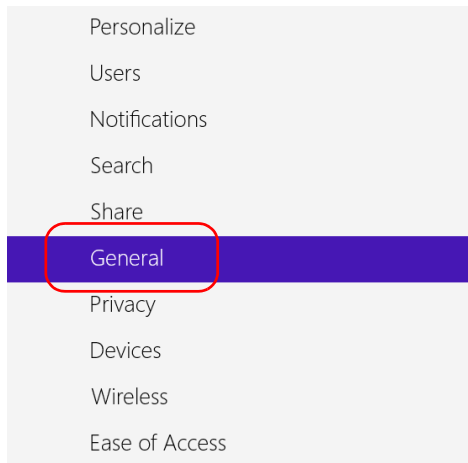 Personalize
Users
Notifications
Search
Share
General
Privacy
Devices
Wireless
Ease of Access